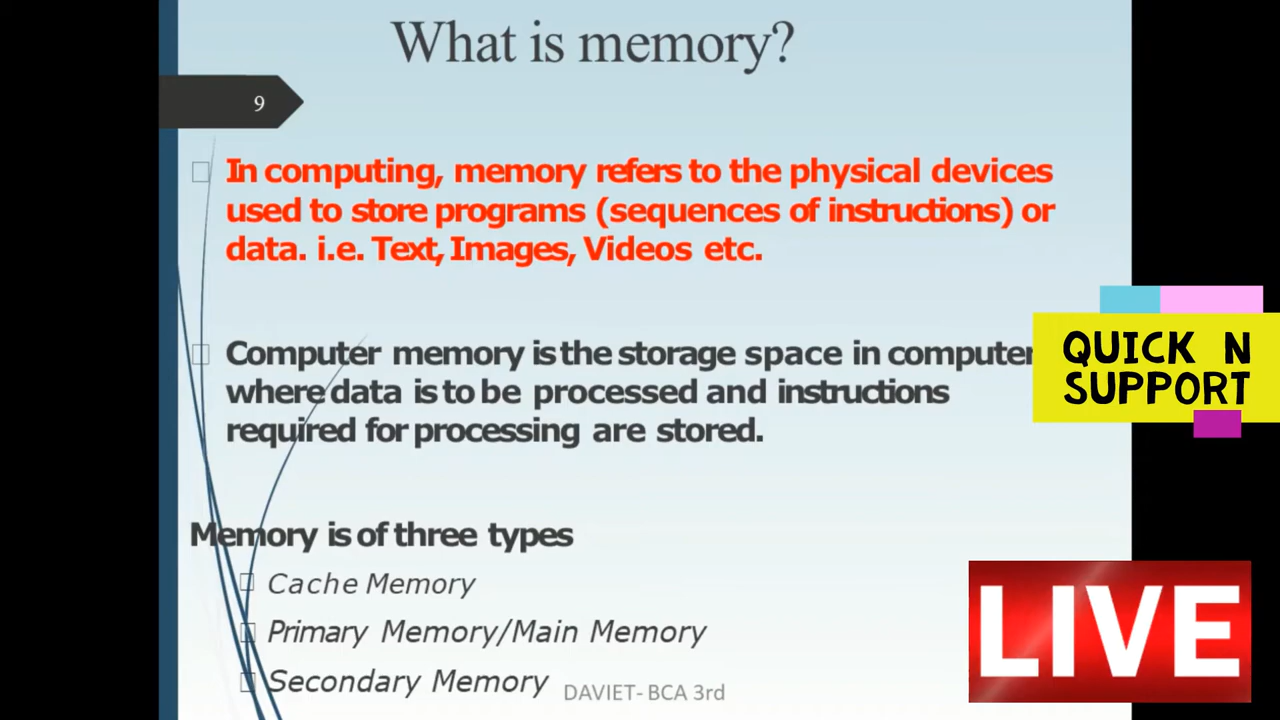 What is memory?
9
In computing, memory refers to the physical devices
used to store programs (sequences of instructions) or
data. i.e. Text, Images, Videos etc.
Computer memory is the storage space in computer
where data is to be processed and instructions
required for processing are stored.
QUICK N
SUPPORT
Memory is of three types
Cache Memory
Primary Memory/Main Memory
Secondary Memory
DAVIET- BCA 3rd
LIVE